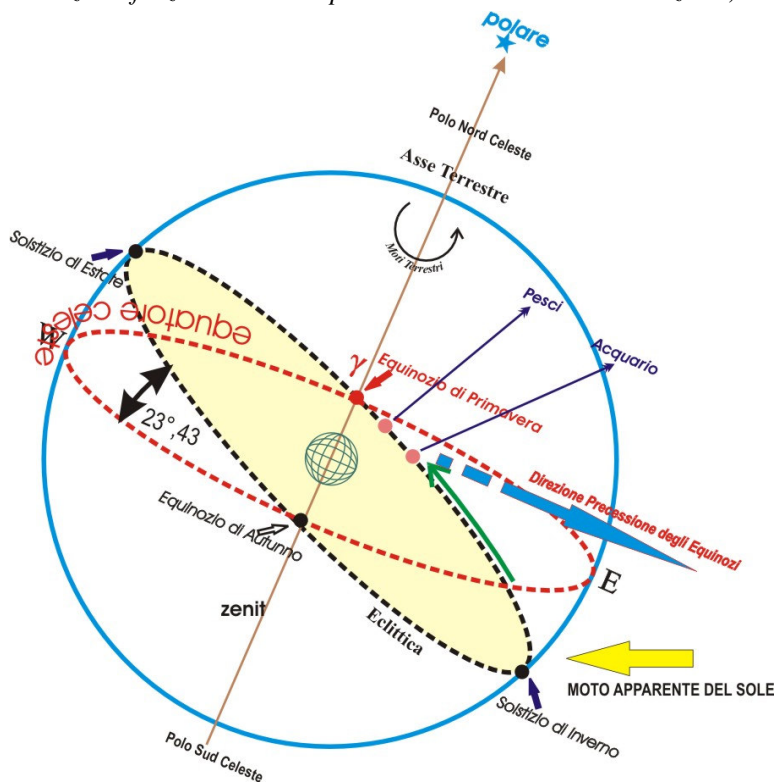 polare
Polo Nord Celeste
Asse Terrestre
Moti Terrestri
Solstizio di Estate
W
equatore celeste
Pesci
Acquario
γ
Equinozio di Primavera
23°,43
Direzione Precessione degli Equinozi
Equinozio di Autunno
E
zenit
Eclittica
MOTO APPARENTE DEL SOLE
Solstizio di Inverno
Polo Sud Celeste